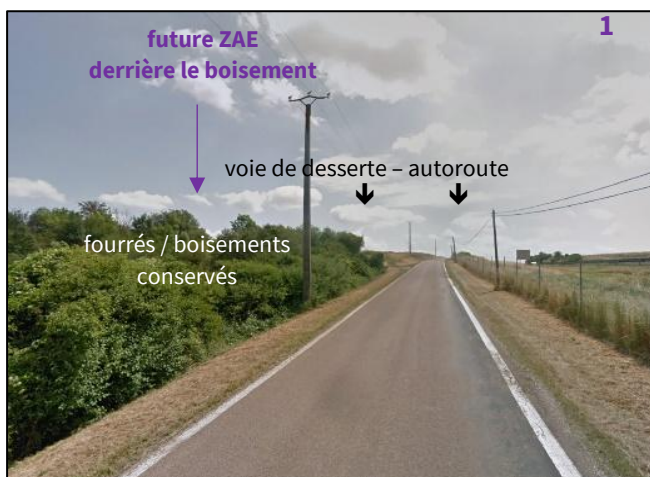 1
future ZAE
derrière le boisement
voie de desserte – autoroute
fourrés / boisements
conservés